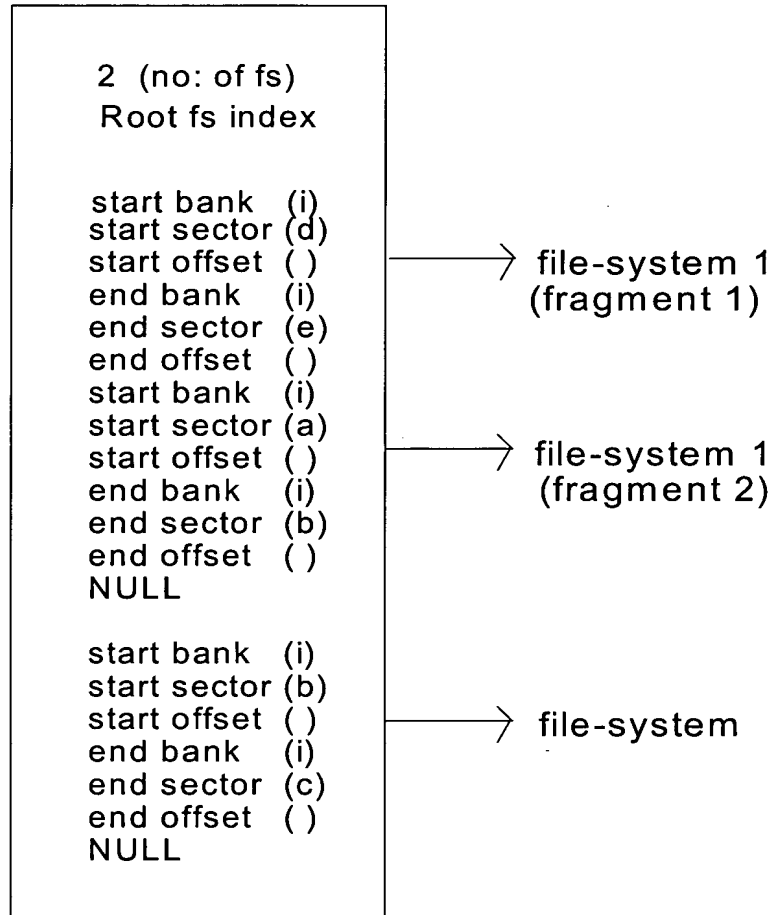 2 (no: of fs)
Root fs index
start bank (i)
start sector (d)
start offset ( )
end bank (i)
end sector (e)
end offset ( )
start bank (i)
start sector (a)
start offset ( )
end bank (i)
end sector (b)
end offset ( )
NULL
start bank (i)
start sector (b)
start offset ( )
end bank (i)
end sector (c)
end offset ( )
NULL
file-system 1
(fragment 1)
file-system 1
(fragment 2)
file-system